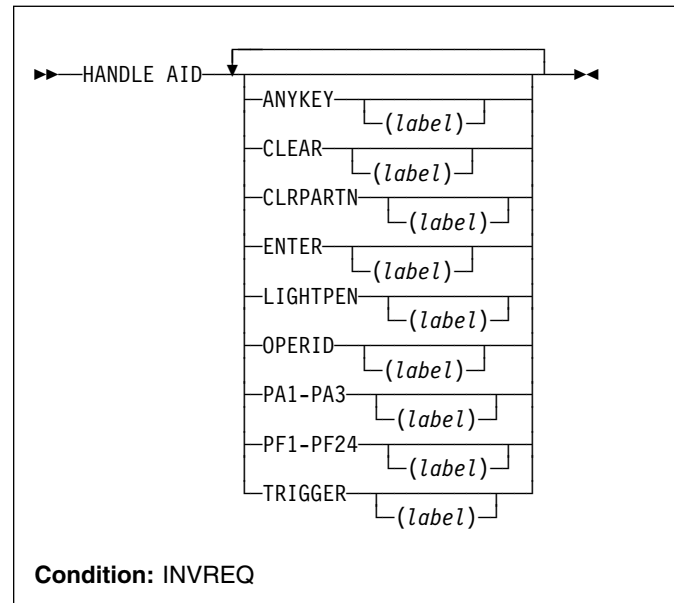 HANDLE AID
ANYKEY
(label)
CLEAR
(label)
CLRPARTN
(label)
ENTER
(label)
LIGHTPEN
(label)
OPERID
(label)
PA1-PA3
(label)
PF1-PF24
(label)
TRIGGER
(label)
Condition: INVREQ